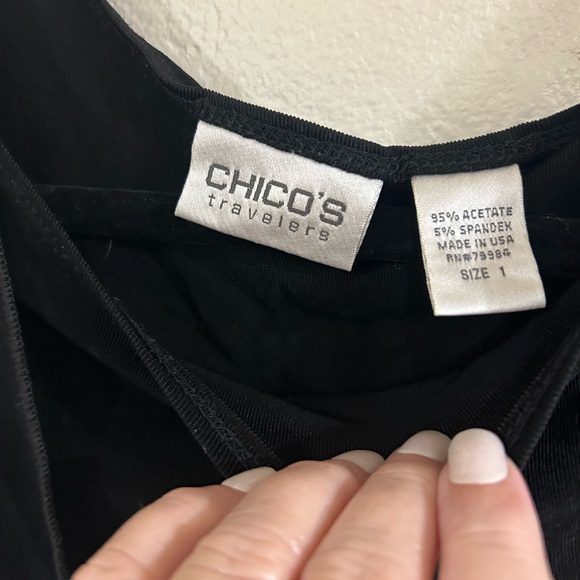 CHICO'S
travelers
95% ACETATE
5% SPANDEX
MADE IN USA
RN#79984
SIZE 1